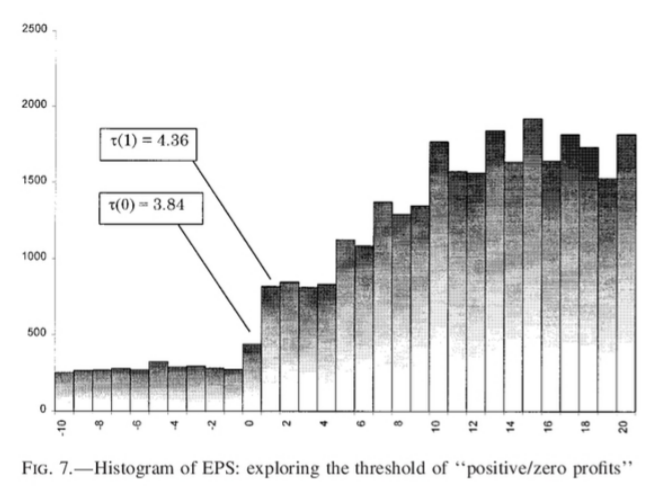 2500
2000
1500
1000
500
0
τ(1) = 4.36
τ(0) = 3.84
-10 -8 -6 -4 -2 0 2 4 6 8 10 12 14 16 18 20
FIG. 7.—Histogram of EPS: exploring the threshold of ‘‘positive/zero profits’’